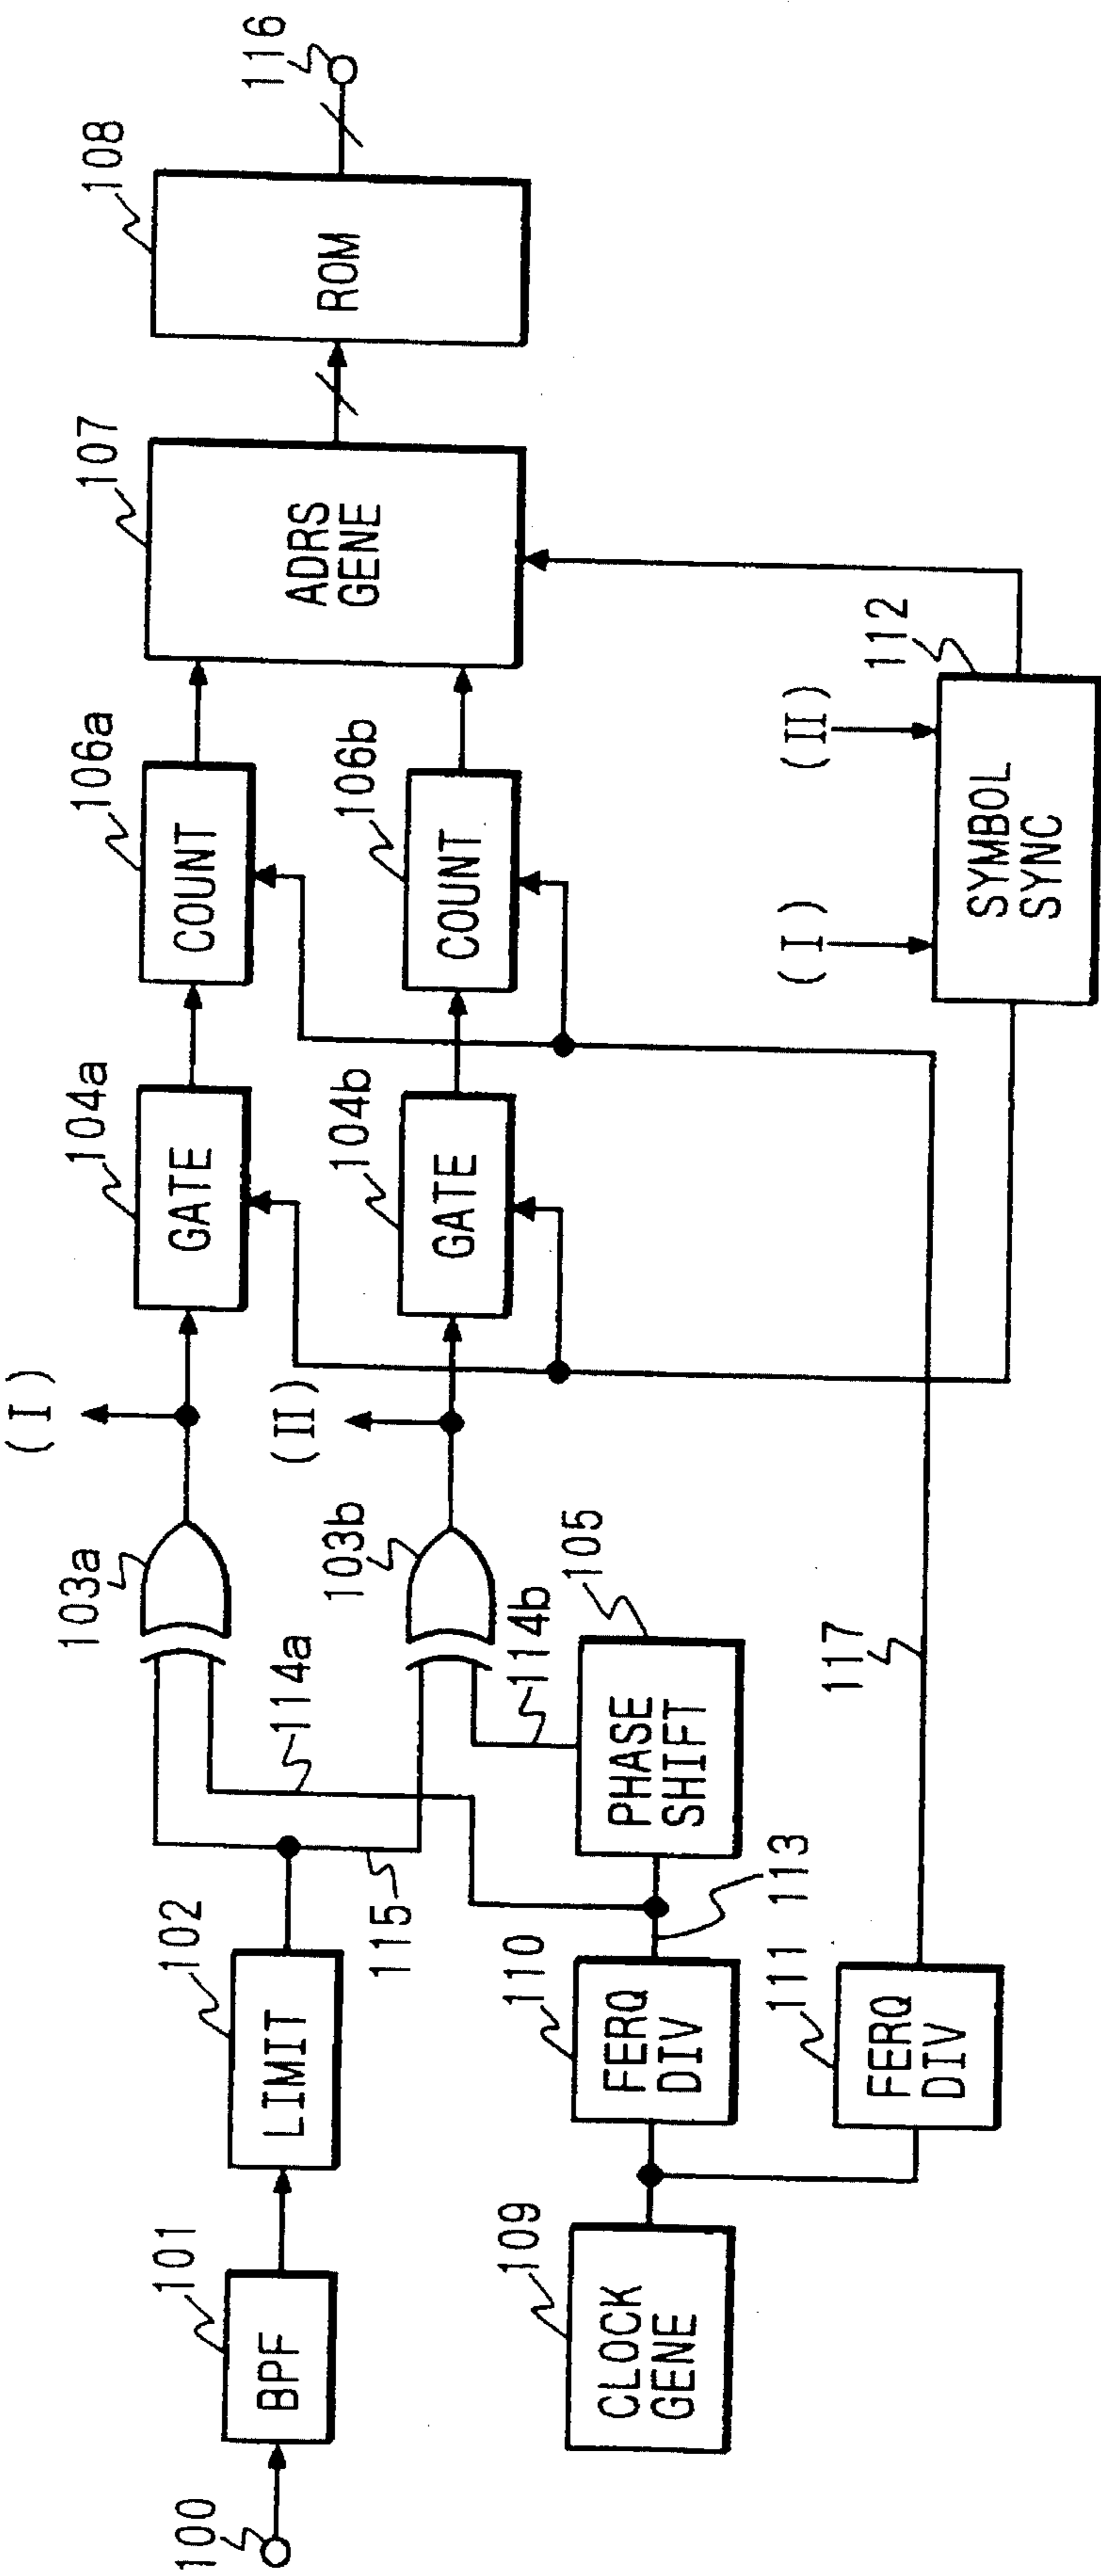 100
101
BPF
102
LIMIT
115
103a
114a
103b
114b
( I )
(II)
104a
GATE
104b
GATE
106a
COUNT
106b
COUNT
107
ADRS
GENE
108
ROM
116
109
CLOCK
GENE
110
FERQ
DIV
113
105
PHASE
SHIFT
111
FERQ
DIV
117
( I )
(II)
112
SYMBOL
SYNC